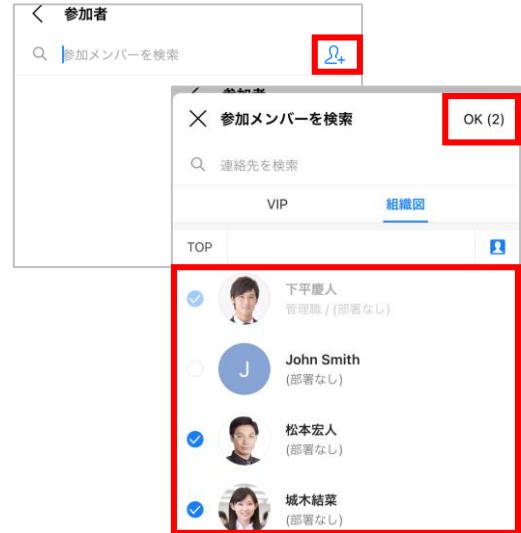 参加者
参加メンバーを検索
参加者
参加メンバーを検索
OK (2)
連絡先を検索
VIP
組織図
TOP
下平慶人
管理職 / (部署なし)
J
John Smith
(部署なし)
松本宏人
(部署なし)
城木結菜
(部署なし)